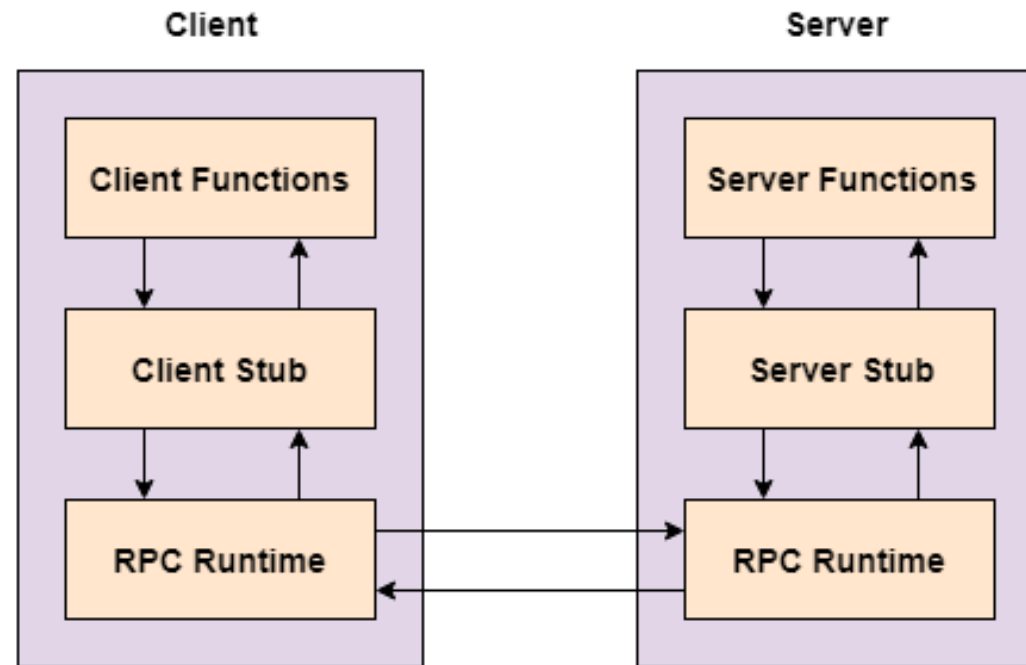 Client
Server
Client Functions
Server Functions
Client Stub
Server Stub
RPC Runtime
RPC Runtime